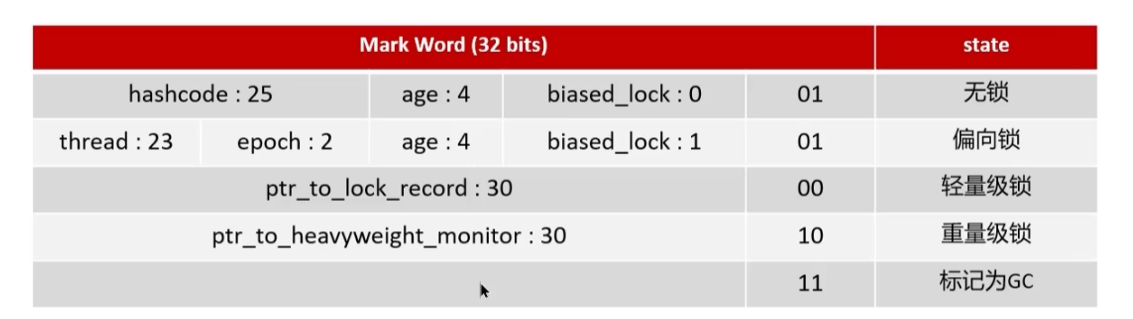 Mark Word (32 bits) state
hashcode : 25 age : 4 biased_lock : 0 01 无锁
thread : 23 epoch : 2 age : 4 biased_lock : 1 01 偏向锁
ptr_to_lock_record : 30 00 轻量级锁
ptr_to_heavyweight_monitor : 30 10 重量级锁
11 标记为GC